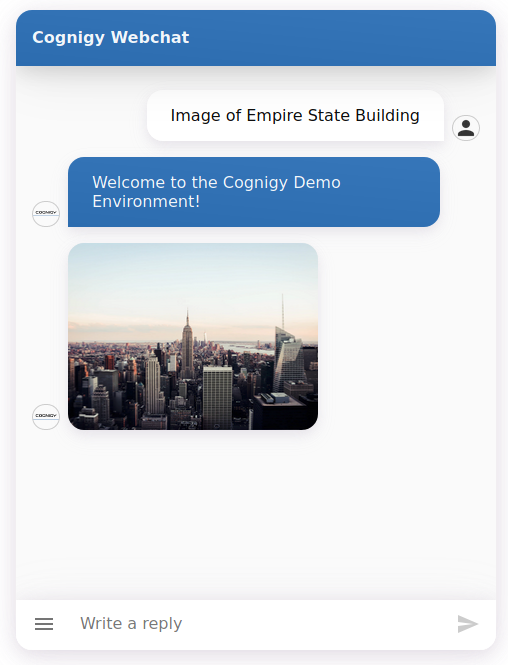 Cognigy Webchat
Image of Empire State Building
Welcome to the Cognigy Demo
Environment!
COGNIGY
COGNIGY
Write a reply